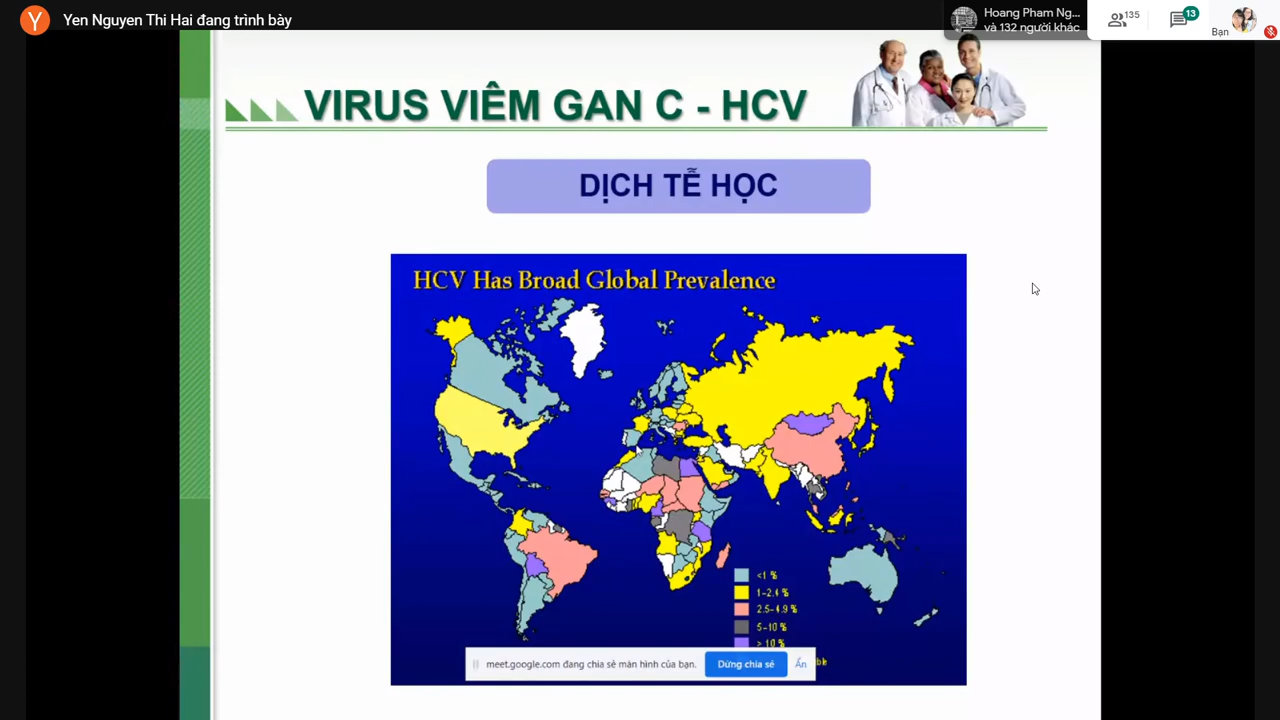 Y
Yen Nguyen Thi Hai đang trình bày
Hoang Pham Ng...
và 132 người khác
135
13
Bạn
VIRUS VIÊM GAN C - HCV
DỊCH TỄ HỌC
HCV Has Broad Global Prevalence
<1 %
1-2.4 %
2.5-4.9 %
5-10 %
> 10 %
meet.google.com đang chia sẻ màn hình của bạn.
Dừng chia sẻ
Ẩn